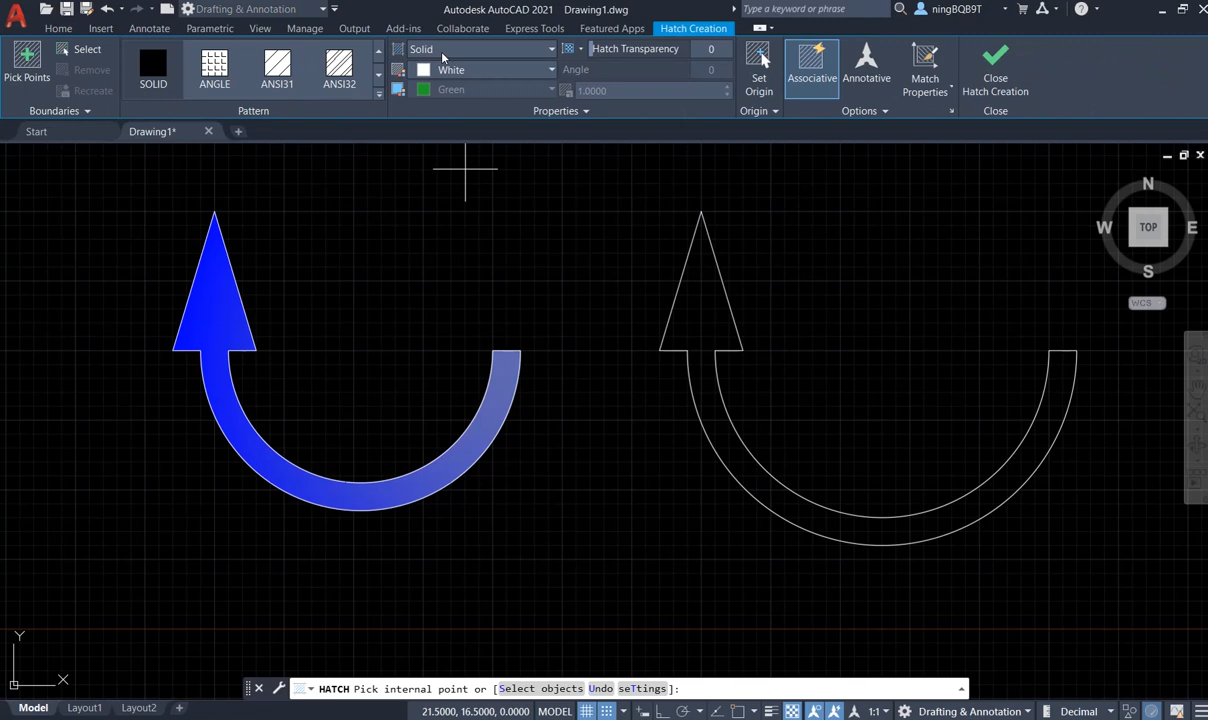 Drafting & Annotation
Autodesk AutoCAD 2021 Drawing1.dwg
Type a keyword or phrase
ningBQB9T
Home Insert Annotate Parametric View Manage Output Add-ins Collaborate Express Tools Featured Apps Hatch Creation
Pick Points
Select
Remove
Recreate
Boundaries
SOLID
ANGLE
ANSI31
ANSI32
Pattern
Solid
White
Green
Hatch Transparency 0
Angle 0
1.0000
Properties
Set Origin
Origin
Associative
Annotative
Match Properties
Options
Close Hatch Creation
Close
Start Drawing1*
N
W TOP E
S
WCS
Y
X
HATCH Pick internal point or [Select objects Undo seTtings]:
Model Layout1 Layout2
21.5000, 16.5000, 0.0000 MODEL 1:1 Drafting & Annotation Decimal